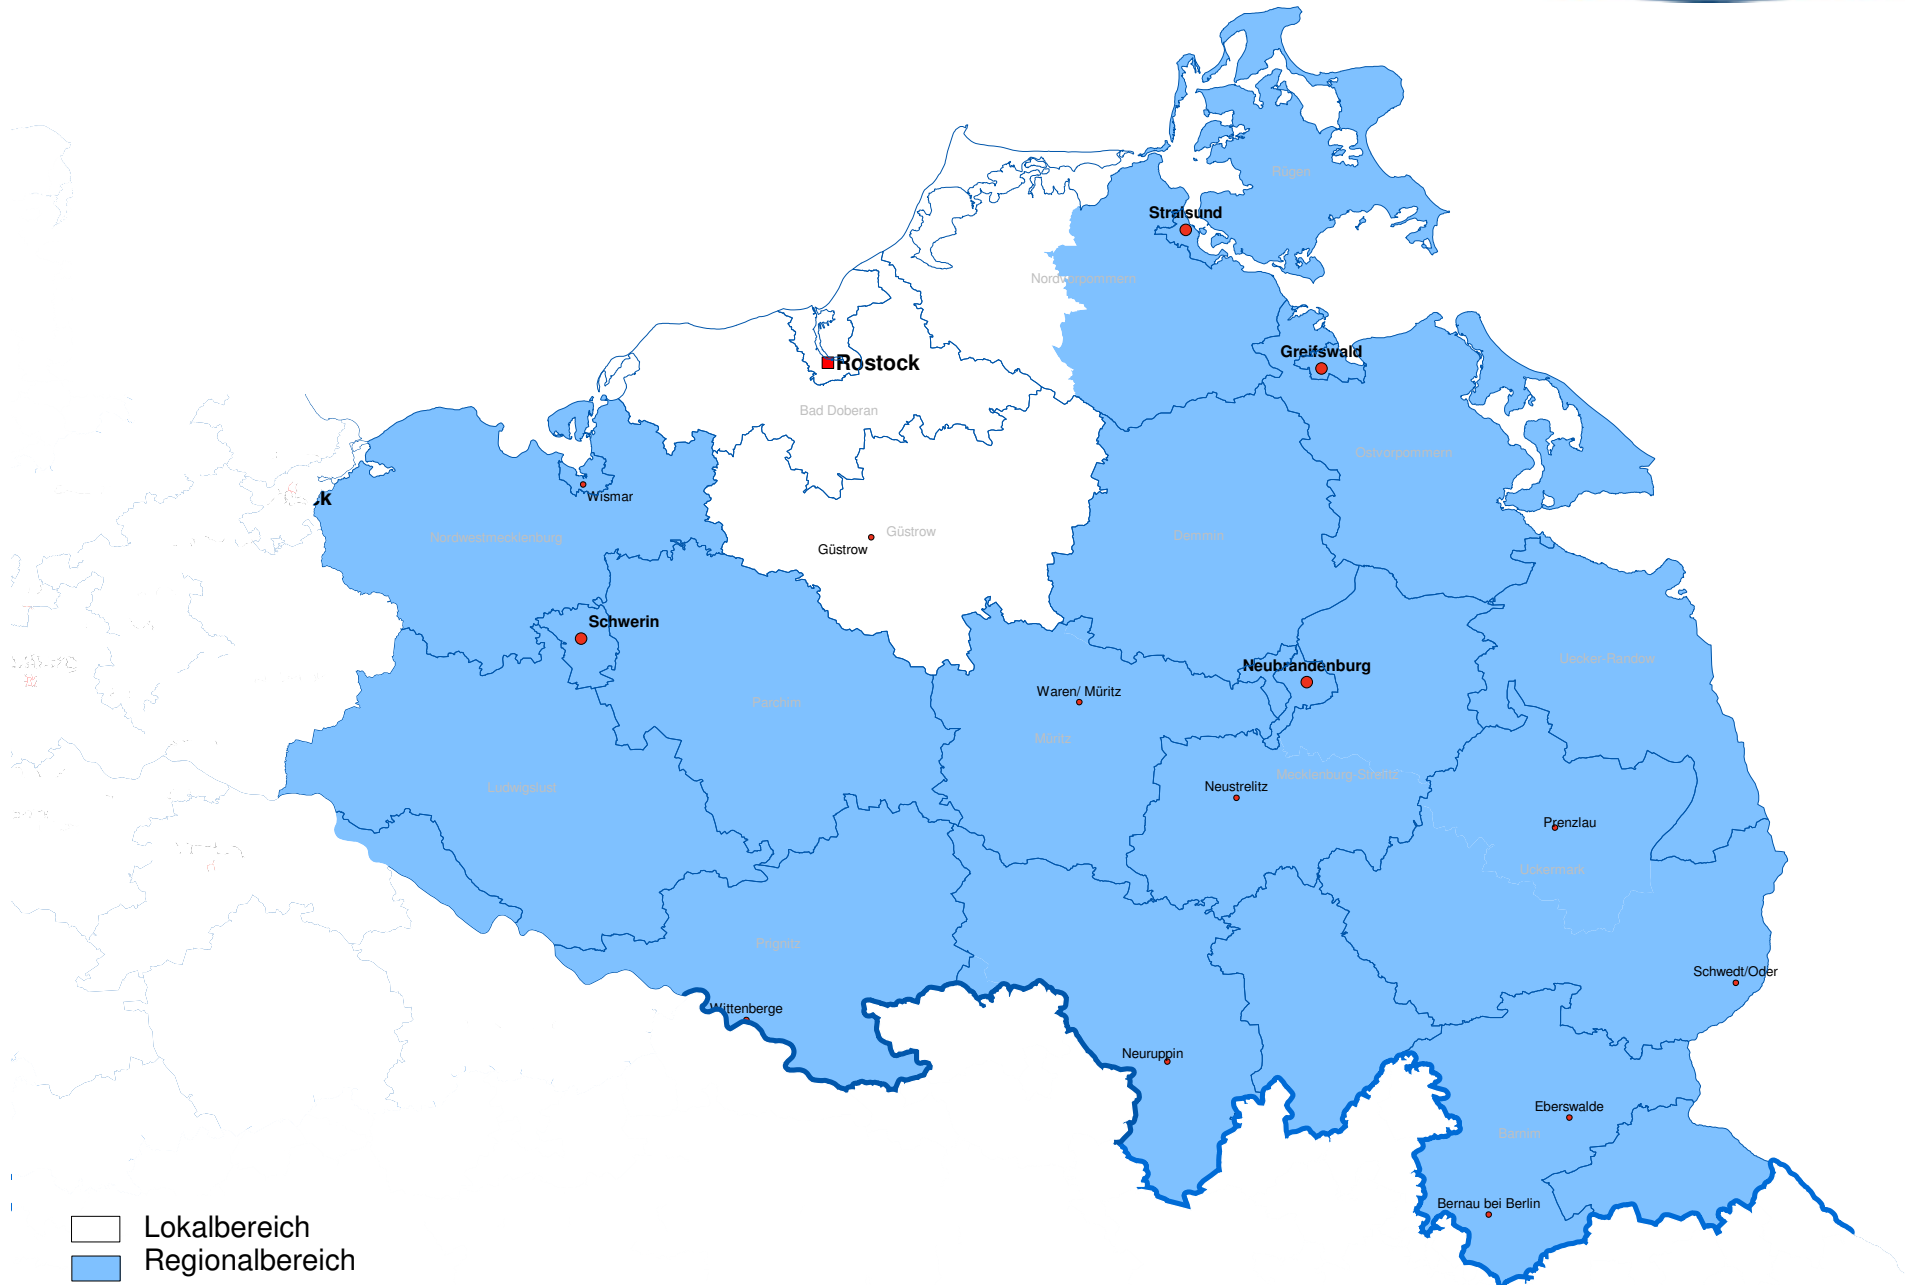 Rügen
Stralsund
Nordvorpommern
Greifswald
Rostock
Bad Doberan
Ostvorpommern
Wismar
ck
Nordwestmecklenburg
Güstrow
Güstrow
Demmin
Schwerin
Neubrandenburg
Uecker-Randow
Waren/ Müritz
Parchim
Müritz
Mecklenburg-Strelitz
Ludwigslust
Neustrelitz
Prenzlau
Uckermark
Prignitz
Schwedt/Oder
Wittenberge
Neuruppin
Eberswalde
Barnim
Bernau bei Berlin
Lokalbereich
Regionalbereich